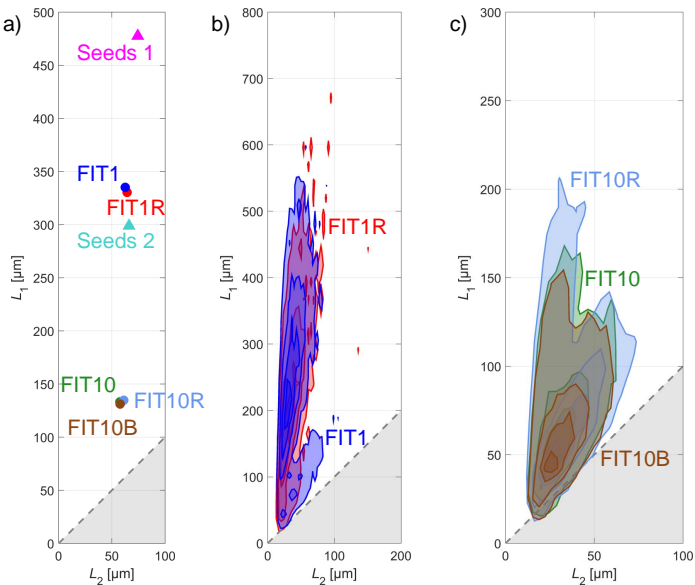 a)
500
450
400
350
300
250
200
150
100
50
0
L1 [µm]
0
50
100
L2 [µm]
Seeds 1
FIT1
FIT1R
Seeds 2
FIT10
FIT10R
FIT10B
b)
800
700
600
500
400
300
200
100
0
L1 [µm]
0
100
200
L2 [µm]
FIT1R
FIT1
c)
300
250
200
150
100
50
0
L1 [µm]
0
50
100
L2 [µm]
FIT10R
FIT10
FIT10B